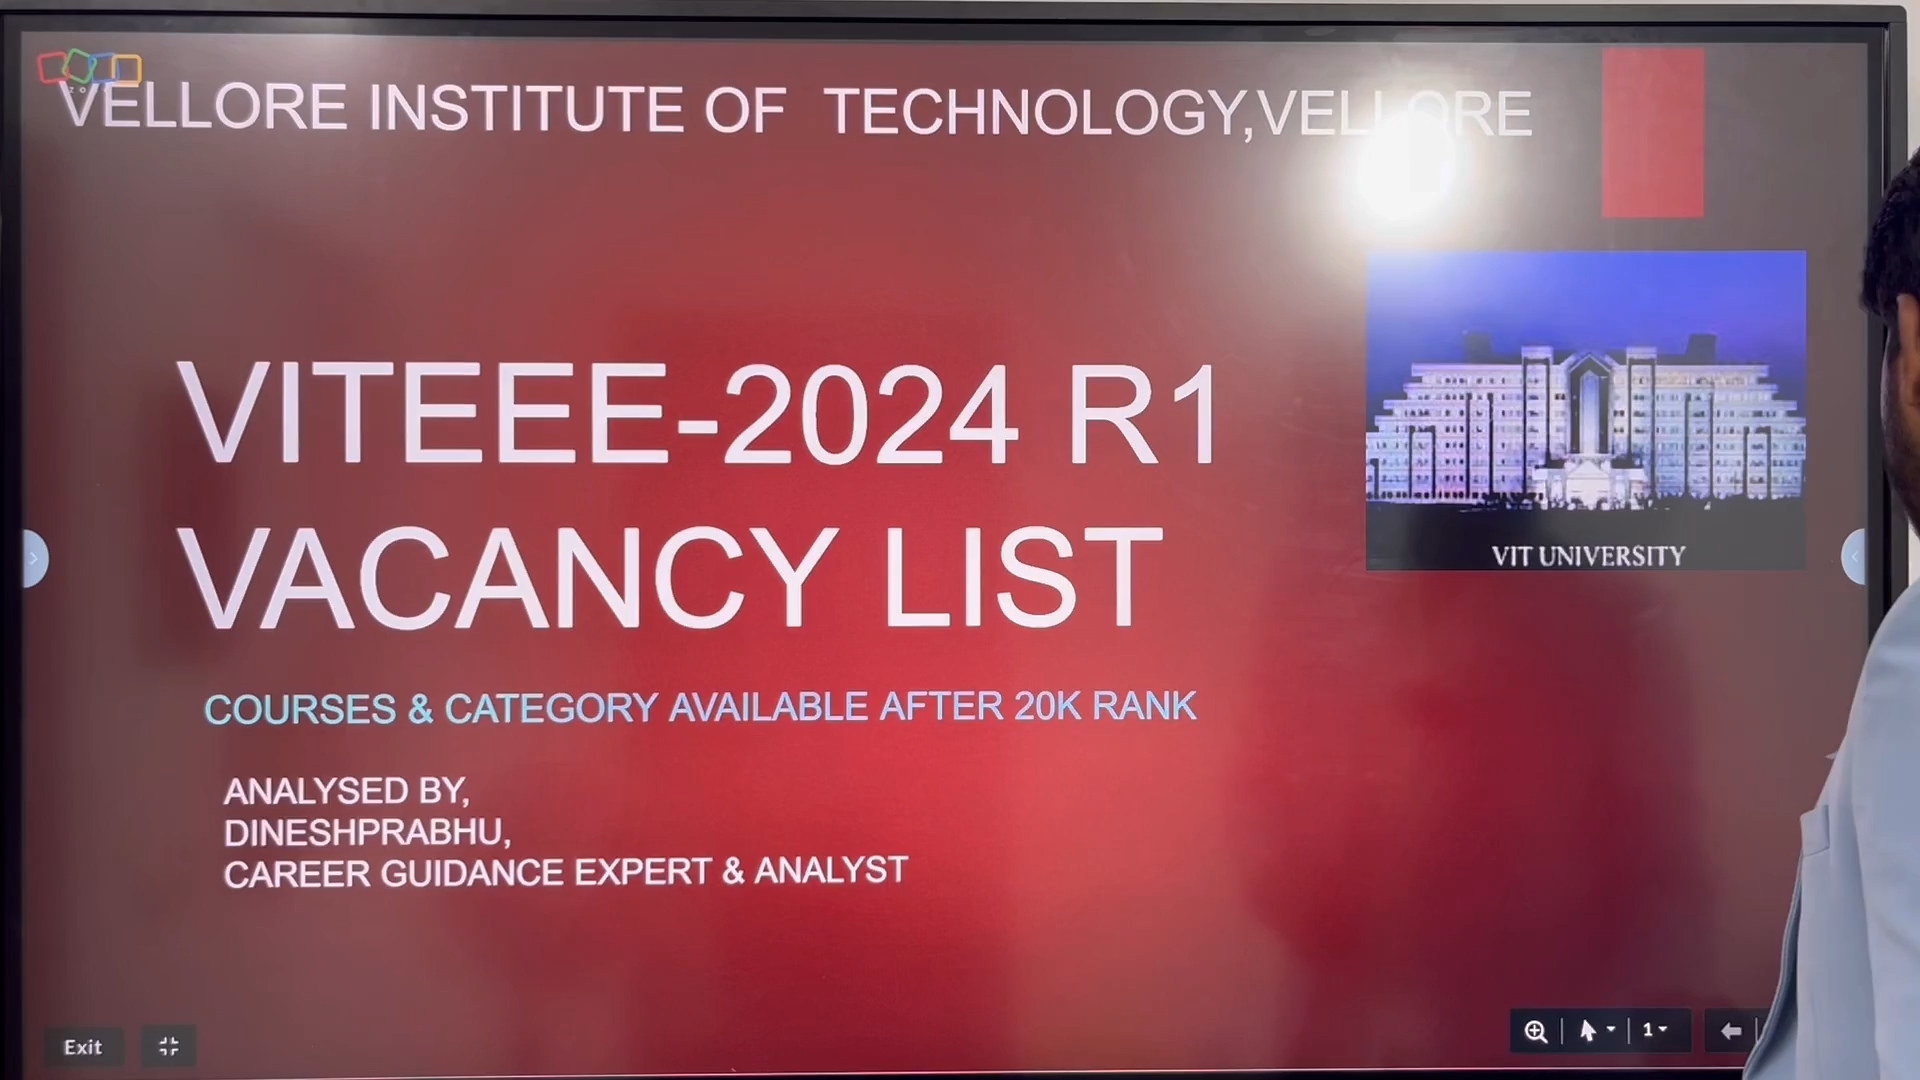 VELLORE INSTITUTE OF TECHNOLOGY,VELLORE
VITEEE-2024 R1
VACANCY LIST
VIT UNIVERSITY
COURSES & CATEGORY AVAILABLE AFTER 20K RANK
ANALYSED BY,
DINESHPRABHU,
CAREER GUIDANCE EXPERT & ANALYST
Exit
1